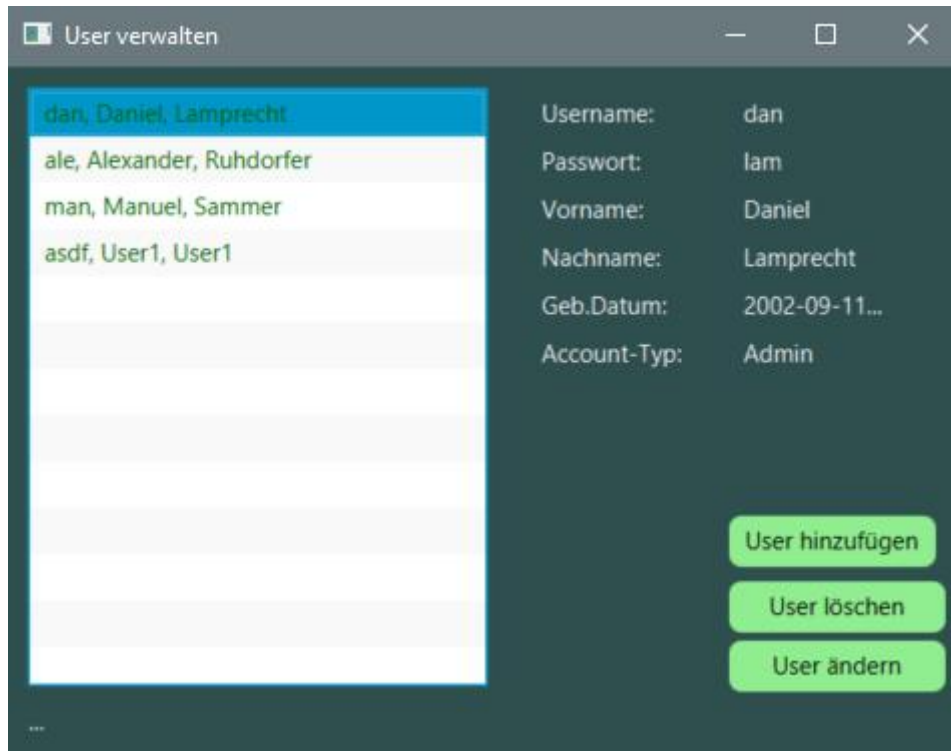 User verwalten
dan, Daniel, Lamprecht
ale, Alexander, Ruhdorfer
man, Manuel, Sammer
asdf, User1, User1
Username: dan
Passwort: lam
Vorname: Daniel
Nachname: Lamprecht
Geb.Datum: 2002-09-11...
Account-Typ: Admin
User hinzufügen
User löschen
User ändern
...